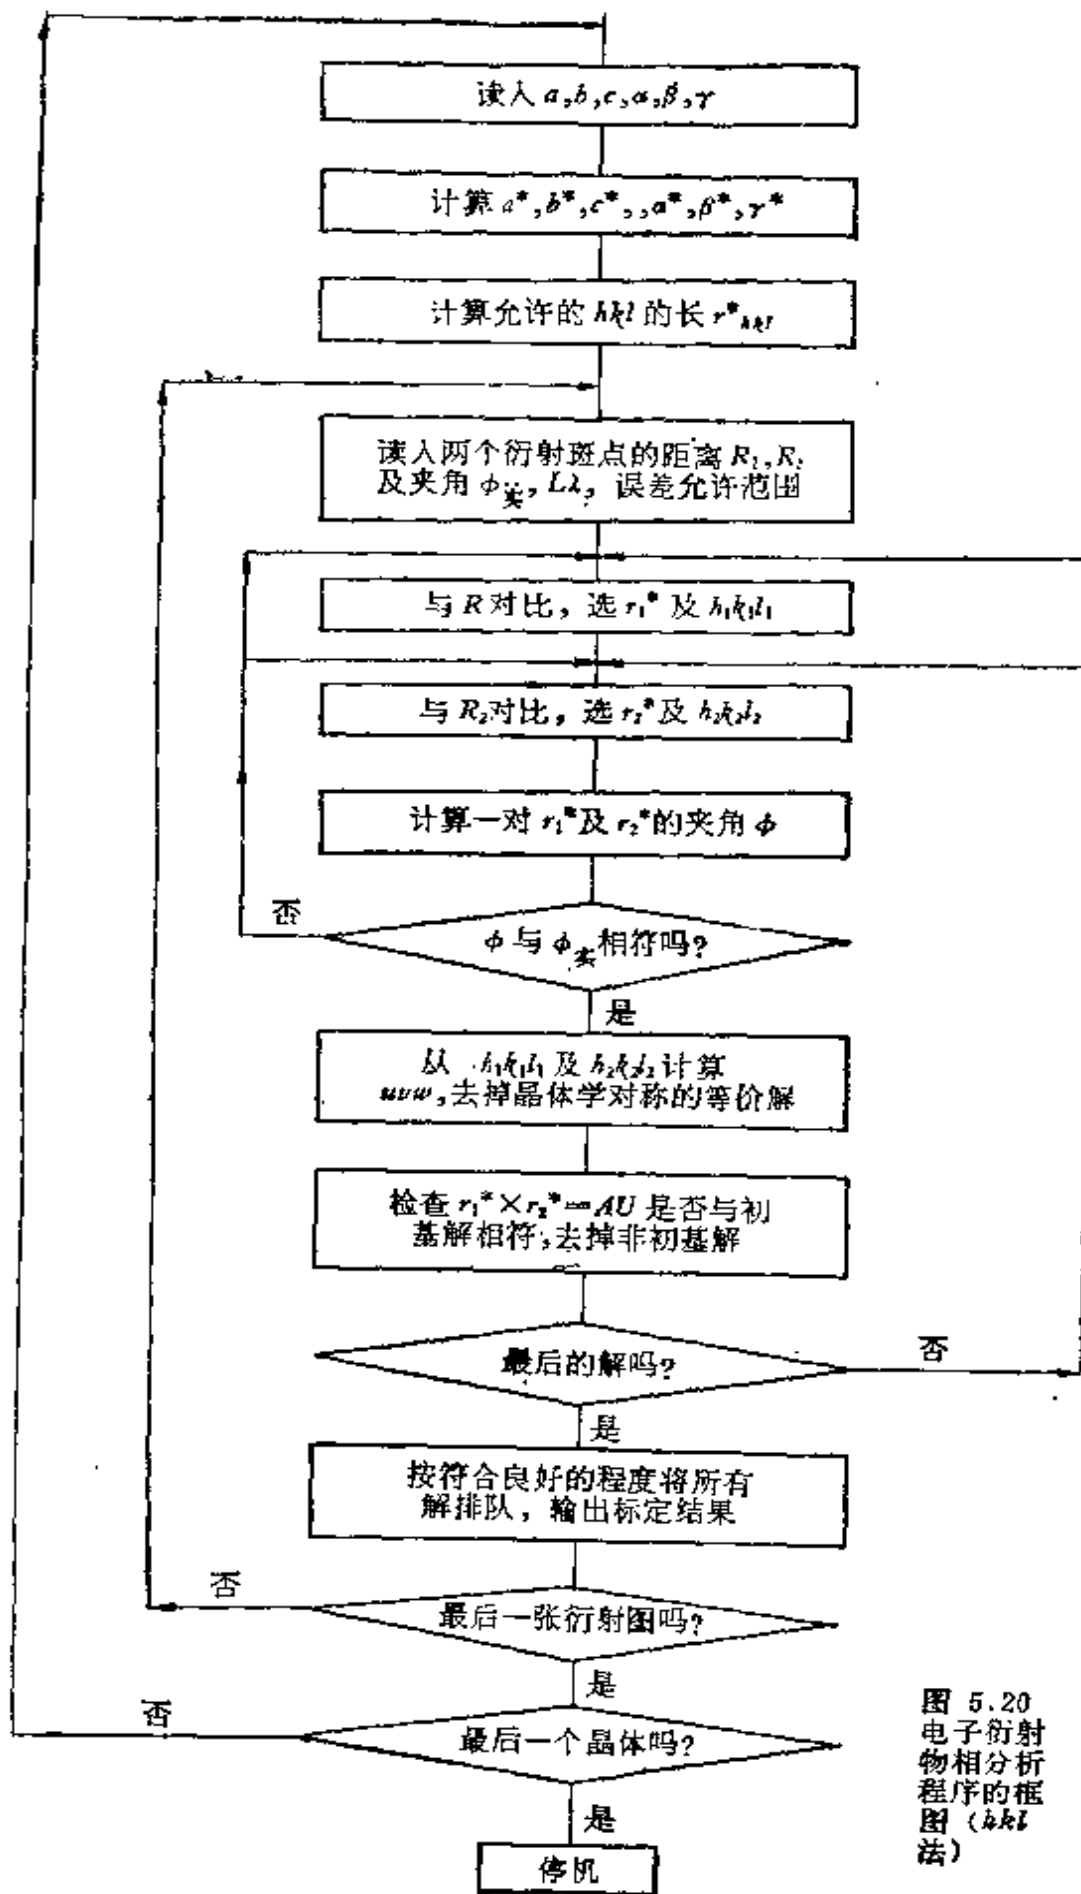 读入 a,b,c,α,β,γ
计算 a*,b*,c*,,α*,β*,γ*
计算允许的 hkl 的长 r*hkl
读入两个衍射斑点的距离 R₁,R₂
及夹角 ϕ实, Lλ, 误差允许范围
与 R 对比，选 r₁* 及 h₁k₁l₁
与 R₂对比，选 r₂* 及 h₂k₂l₂
计算一对 r₁*及 r₂*的夹角 ϕ
否
ϕ 与 ϕ实相符吗?
是
从 h₁k₁l₁ 及 h₂k₂l₂ 计算
uvw,去掉晶体学对称的等价解
检查 r₁*×r₂*=AU 是否与初
基解相符,去掉非初基解
最后的解吗?
否
是
按符合良好的程度将所有
解排队，输出标定结果
否
最后一张衍射图吗?
是
否
最后一个晶体吗?
是
停机
图 5.20
电子衍射
物相分析
程序的框
图 (hkl
法)